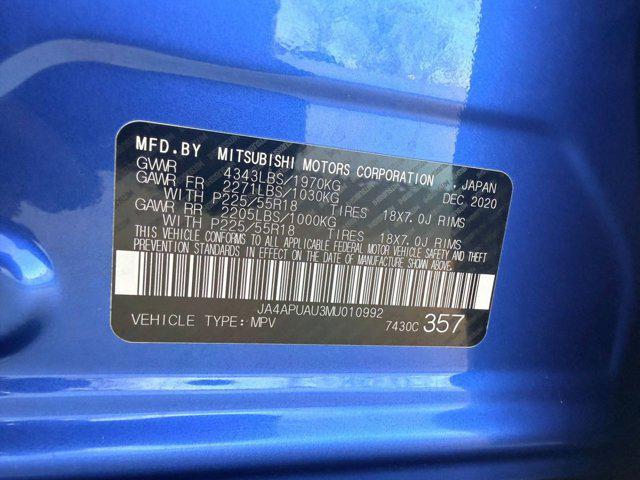 MFD.BY MITSUBISHI MOTORS CORPORATION , JAPAN
GVWR 4343LBS/1970KG DEC 2020
GAWR FR 2271LBS/1030KG
WITH P225/55R18 TIRES 18X7.0J RIMS
GAWR RR 2205LBS/1000KG
WITH P225/55R18 TIRES 18X7.0J RIMS
THIS VEHICLE CONFORMS TO ALL APPLICABLE FEDERAL MOTOR VEHICLE SAFETY AND THEFT
PREVENTION STANDARDS IN EFFECT ON THE DATE OF MANUFACTURE SHOWN ABOVE.
JA4APUAU3MU010992
VEHICLE TYPE: MPV 7430C 357